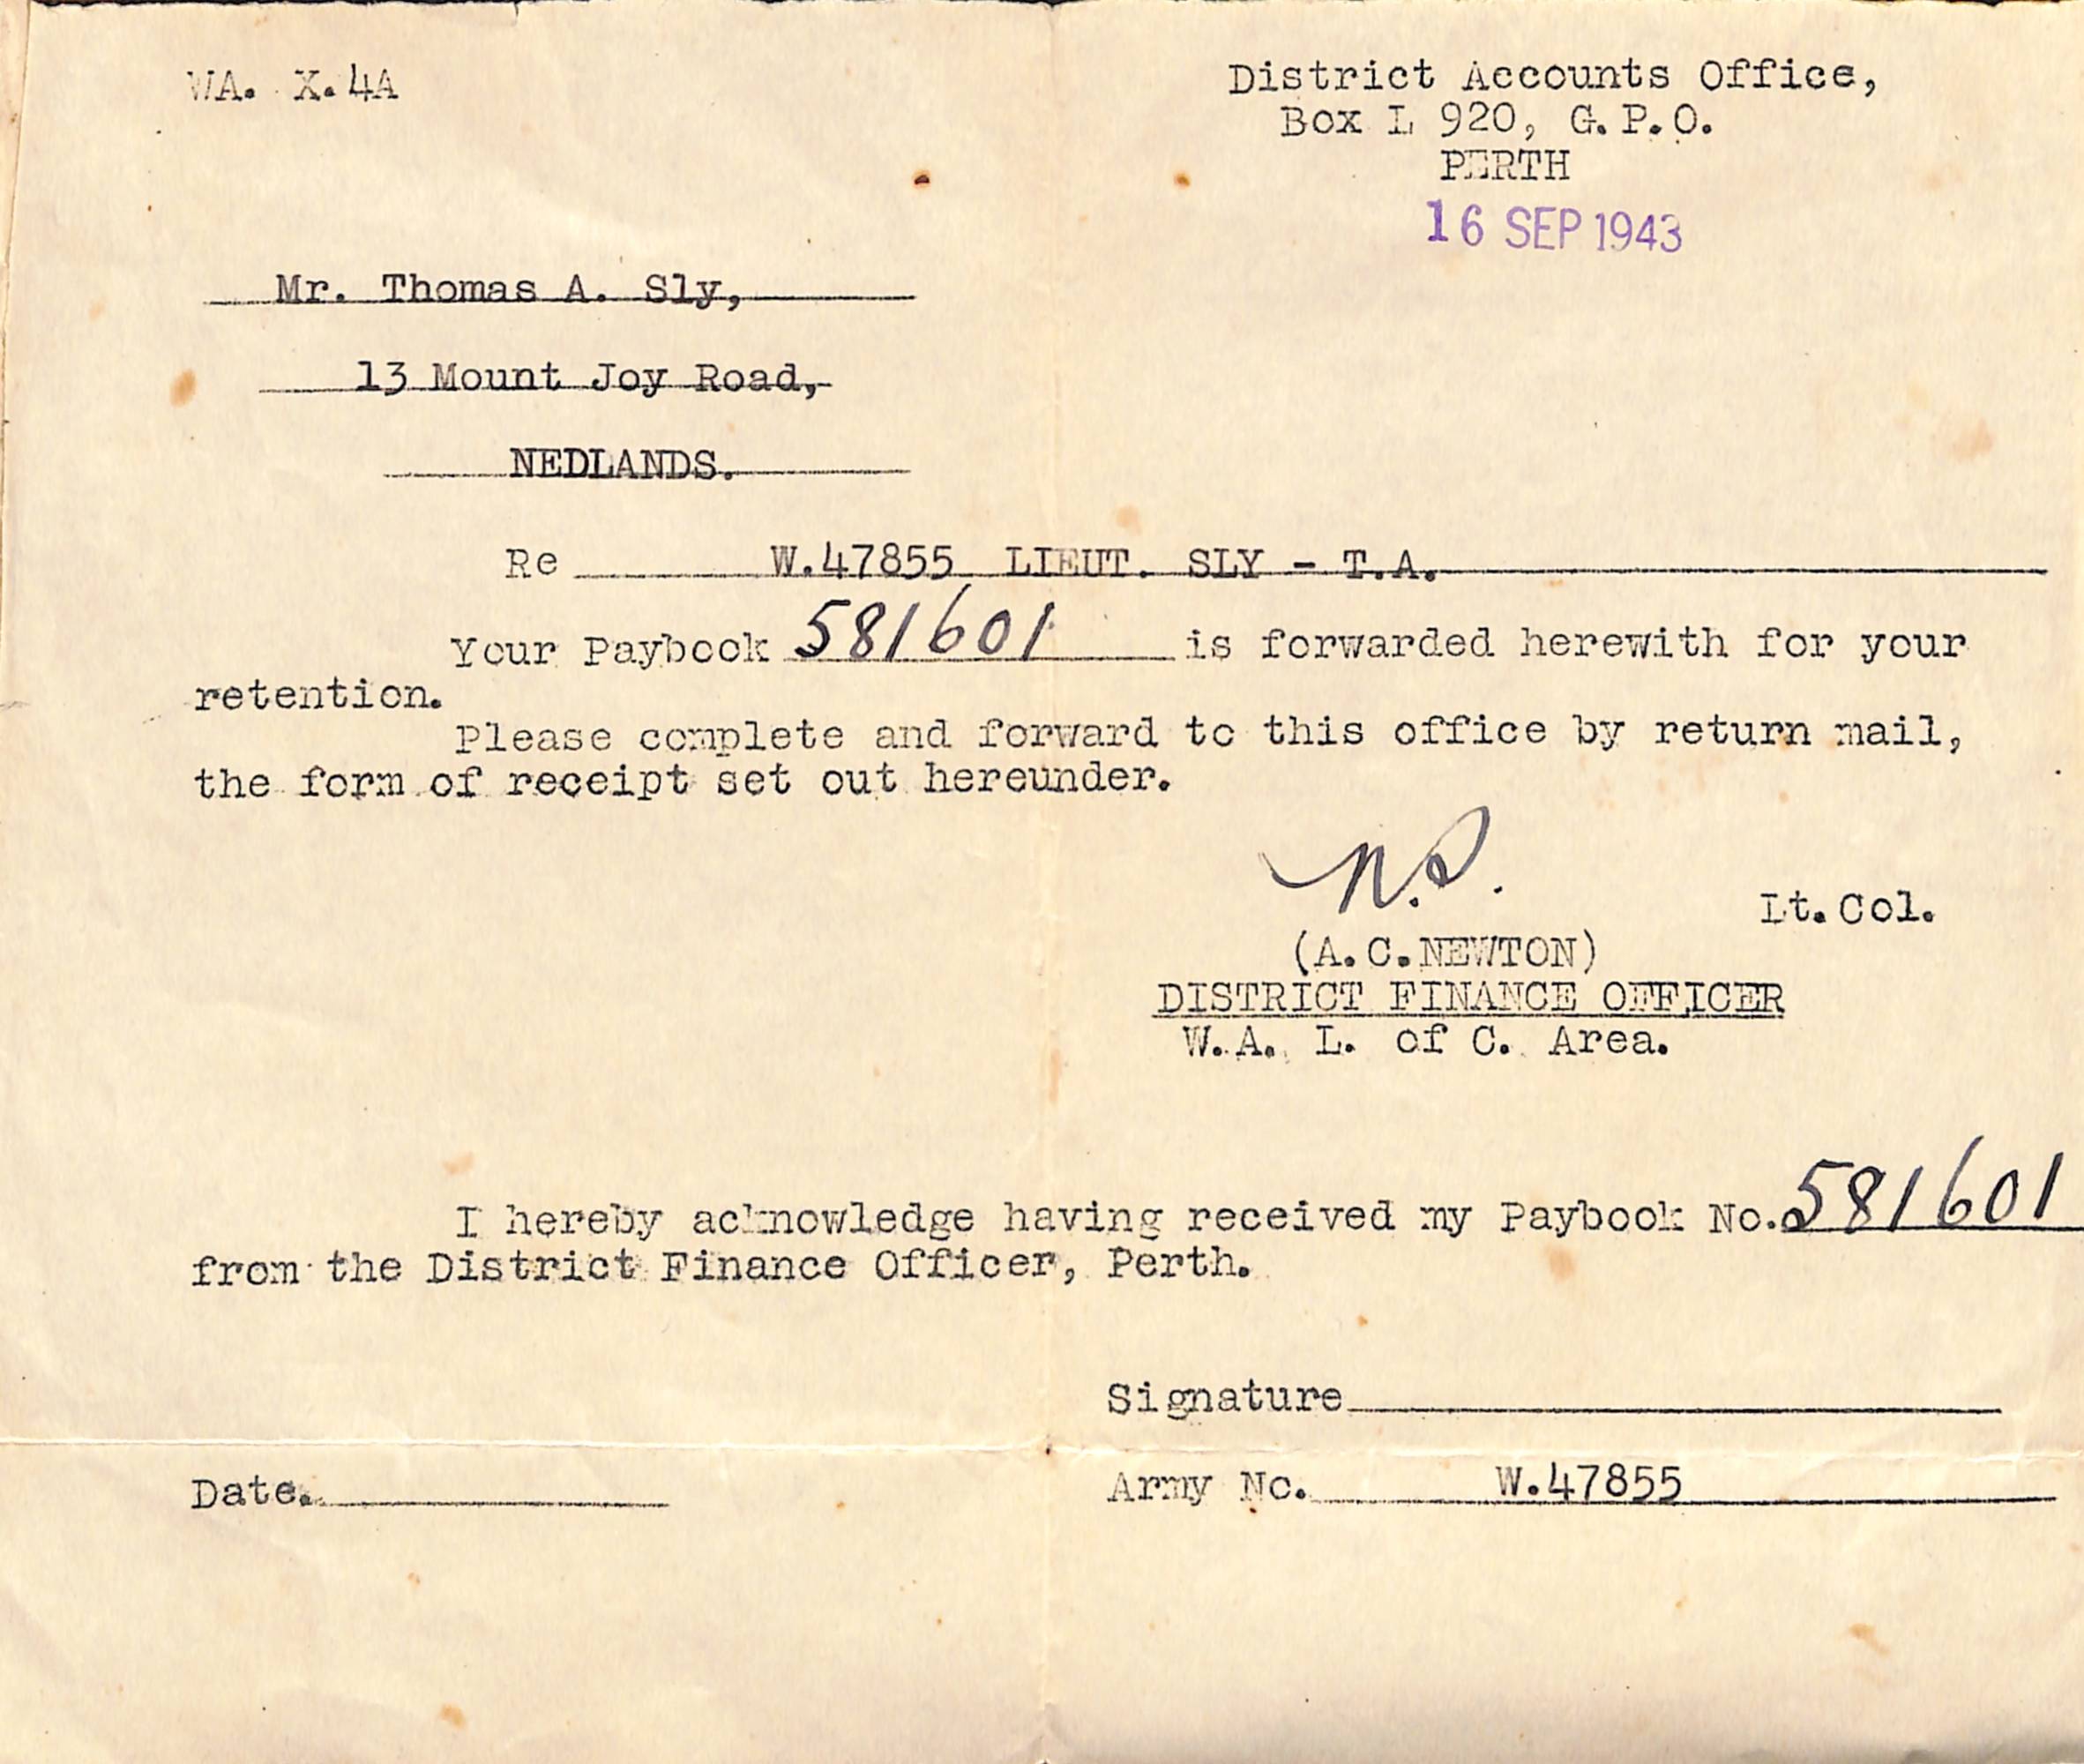 WA. X.4A
District Accounts Office,
Box L 920, G.P.O.
PERTH
16 SEP 1943
Mr. Thomas A. Sly,
13 Mount Joy Road,
NEDLANDS.
Re W.47855 LIEUT. SLY - T.A.
Your Paybook 581601 is forwarded herewith for your
retention.
Please complete and forward to this office by return mail,
the form of receipt set out hereunder.
Lt.Col.
(A.C.NEWTON)
DISTRICT FINANCE OFFICER
W.A. L. of C. Area.
I hereby acknowledge having received my Paybook No. 581601
from the District Finance Officer, Perth.
Signature
Date.
Army No. W.47855